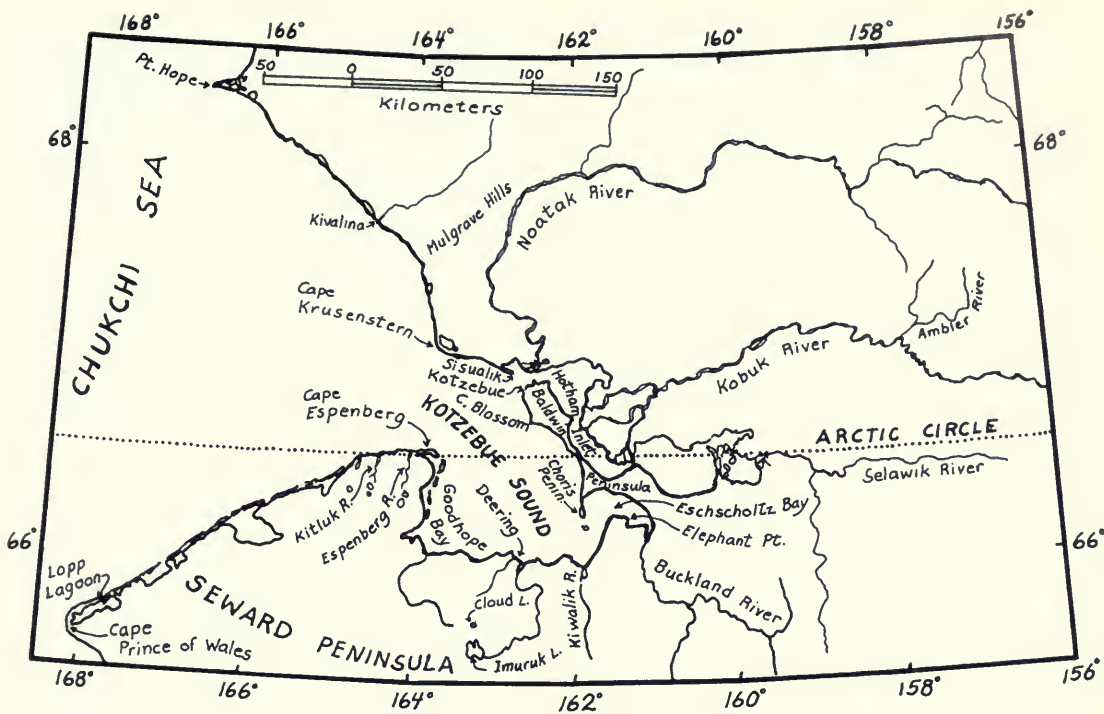 168°
166°
164°
162°
160°
158°
156°
Pt. Hope
50
0
50
100
150
Kilometers
68°
68°
CHUKCHI SEA
Kivalina
Mulgrave Hills
Noatak River
Cape
Krusenstern
Ambler River
Kobuk River
Sisualik
Kotzebue
C. Blossom
Hotham Inlet
Baldwin
Peninsula
Cape
Espenberg
KOTZEBUE SOUND
ARCTIC CIRCLE
Selawik River
Choris
Penin.
Kitluk R.
Espenberg R.
Goodhope
Bay
Deering
Eschscholtz Bay
Elephant Pt.
66°
66°
Lopp
Lagoon
SEWARD PENINSULA
Cloud L.
Kiwalik R.
Buckland River
Cape
Prince of Wales
Imuruk L.
168°
166°
164°
162°
160°
158°
156°